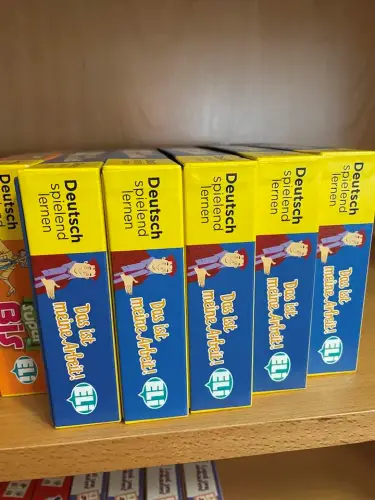 Deutsch
spielend
lernen
Deutsch
spielend
lernen
Das ist
meine Arbeit!
ELi
Deutsch
spielend
lernen
Das ist
meine Arbeit!
ELi
Deutsch
spielend
lernen
Das ist
meine Arbeit!
ELi
Deutsch
spielend
lernen
Das ist
meine Arbeit!
ELi
Deutsch
spielend
lernen
Das ist
meine Arbeit!
ELi